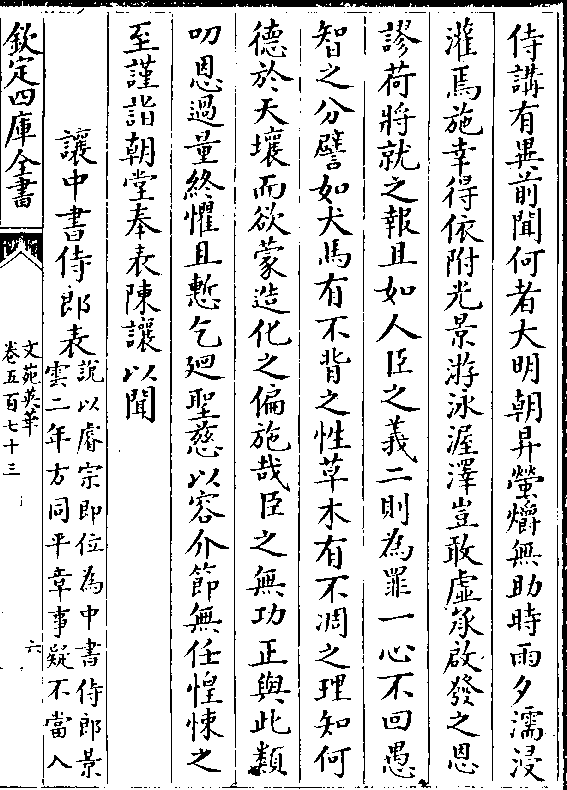 侍講有異前聞何者大明朝昇螢爝無助時雨夕濡浸
灌焉施幸得依附光景游泳渥澤豈敢虛承啟發之恩
謬荷將就之報且如人臣之義二則為罪一心不回愚
智之分譬如犬馬有不背之性草木有不凋之理知何
德於天壤而欲蒙造化之偏施哉臣之無功正與此類
叨恩過量終懼且慙乞廻聖慈以容介節無任惶悚之
至謹詣朝堂奉表陳讓以聞
讓中書侍郎表
說以睿宗即位為中書侍郎景
雲二年方同平章事疑不當入
欽定四庫全書
文苑英華
卷五百七十三
六